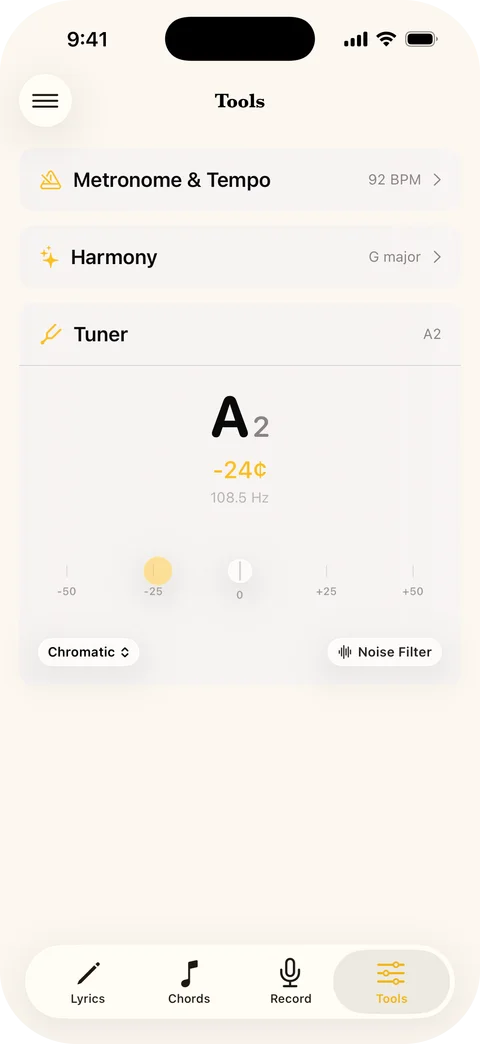 9:41
Tools
Metronome & Tempo 92 BPM
Harmony G major
Tuner A2
A2
-24¢
108.5 Hz
-50 -25 0 +25 +50
Chromatic Noise Filter
Lyrics Chords Record Tools